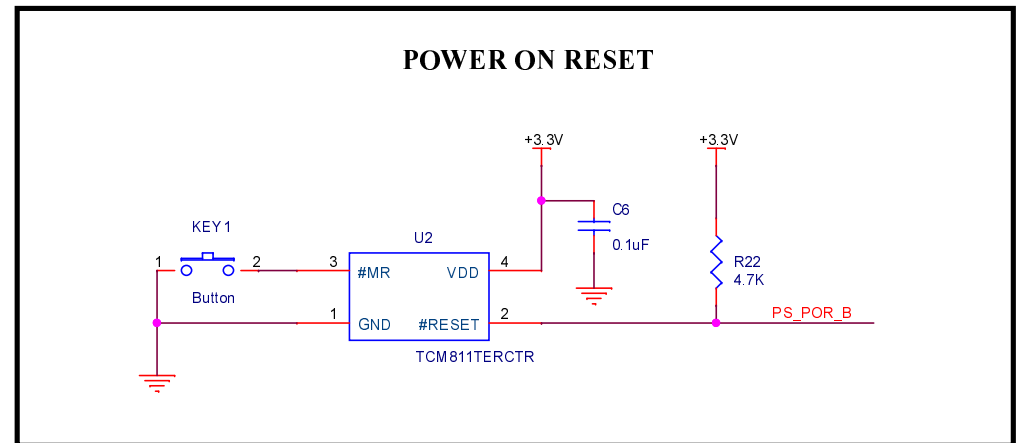 POWER ON RESET
+3.3V
+3.3V
C6
0.1uF
KEY1
U2
1
2
3
#MR
VDD
4
R22
4.7K
Button
1
GND
#RESET
2
PS_POR_B
TCM811TERCTR